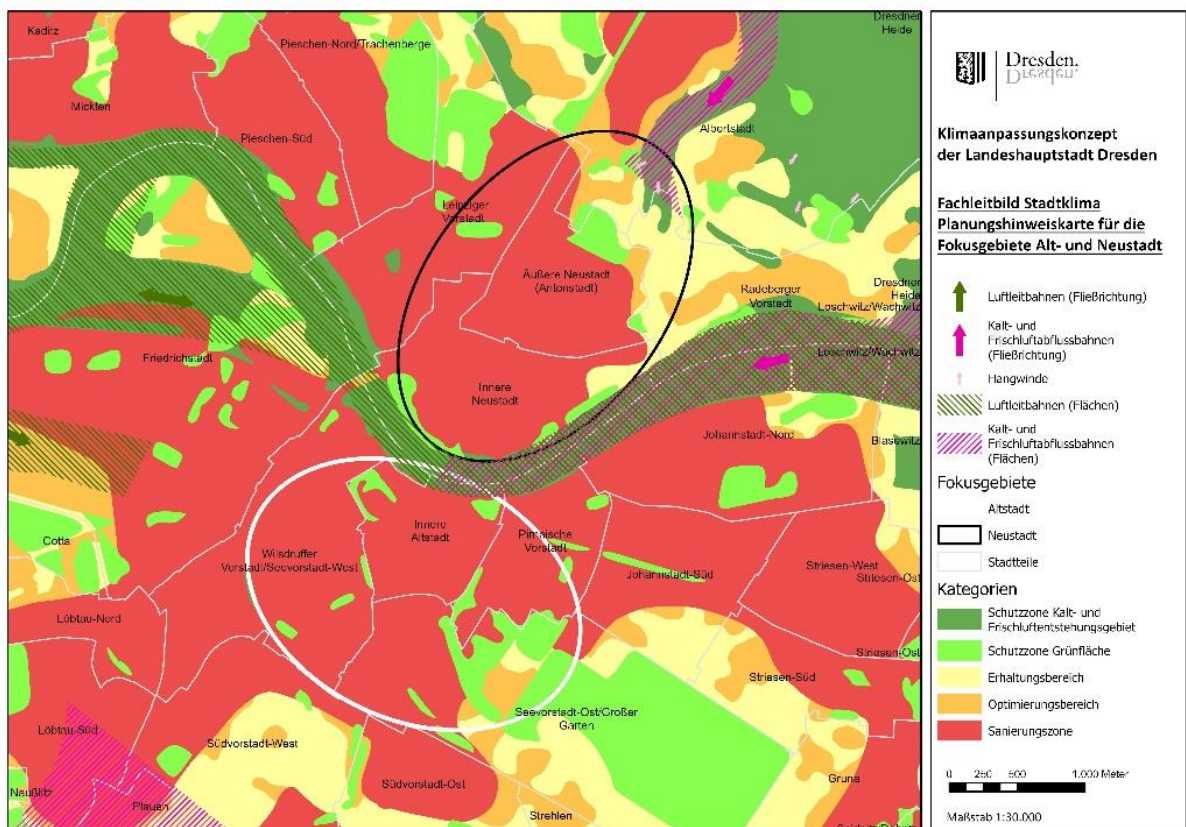 Kaditz
Pieschen-Nord/Trachenberge
Dresdner
Heide
Mickten
Albertstadt
Pieschen-Süd
Leipziger
Vorstadt
Äußere Neustadt
(Antonstadt)
Radeberger
Vorstadt
Dresdner
Heide
Loschwitz/Wachwitz
Loschwitz/Wachwitz
Friedrichstadt
Innere
Neustadt
Johannstadt-Nord
Blasewitz
Cotta
Innere
Altstadt
Pirnaische
Vorstadt
Wilsdruffer
Vorstadt/Seevorstadt-West
Johannstadt-Süd
Striesen-West
Striesen-Ost
Löbtau-Nord
Striesen-Ost
Striesen-Süd
Seevorstadt-Ost/Großer
Garten
Löbtau-Süd
Südvorstadt-West
Südvorstadt-Ost
Gruna
Naußlitz
Plauen
Strehlen
Dresden.
Dresden.
Klimaanpassungskonzept
der Landeshauptstadt Dresden
Fachleitbild Stadtklima
Planungshinweiskarte für die
Fokusgebiete Alt- und Neustadt
Luftleitbahnen (Fließrichtung)
Kalt- und
Frischluftabflussbahnen
(Fließrichtung)
Hangwinde
Luftleitbahnen (Flächen)
Kalt- und
Frischluftabflussbahnen
(Flächen)
Fokusgebiete
Altstadt
Neustadt
Stadtteile
Kategorien
Schutzzone Kalt- und
Frischluftentstehungsgebiet
Schutzzone Grünfläche
Erhaltungsbereich
Optimierungsbereich
Sanierungszone
0 250 500 1.000 Meter
Maßstab 1:30.000